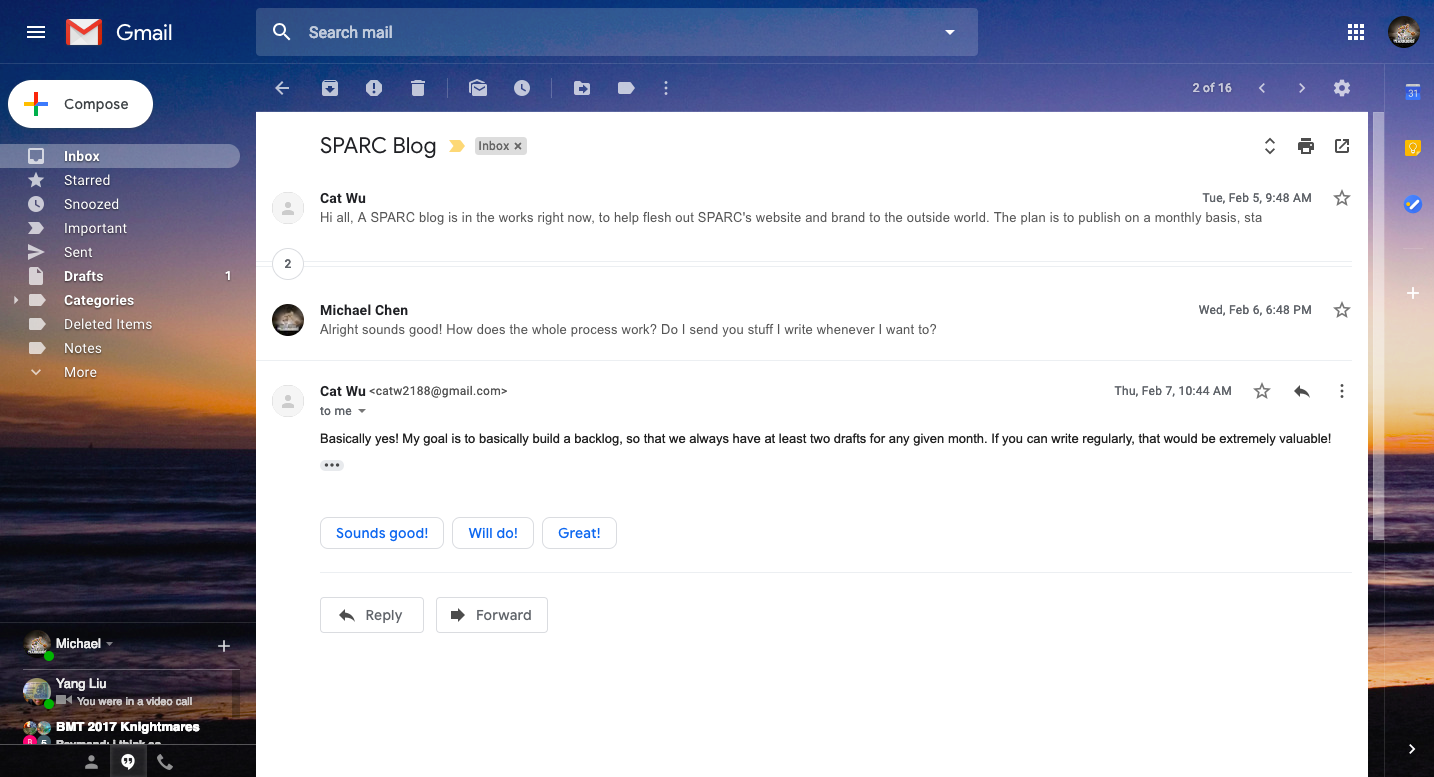 Gmail
Search mail
Compose
2 of 16
31
Inbox
Starred
Snoozed
Important
Sent
Drafts 1
Categories
Deleted Items
Notes
More
SPARC Blog Inbox ×
Cat Wu Tue, Feb 5, 9:48 AM
Hi all, A SPARC blog is in the works right now, to help flesh out SPARC's website and brand to the outside world. The plan is to publish on a monthly basis, sta
2
Michael Chen Wed, Feb 6, 6:48 PM
Alright sounds good! How does the whole process work? Do I send you stuff I write whenever I want to?
Cat Wu <catw2188@gmail.com> Thu, Feb 7, 10:44 AM
to me
Basically yes! My goal is to basically build a backlog, so that we always have at least two drafts for any given month. If you can write regularly, that would be extremely valuable!
Sounds good! Will do! Great!
Reply Forward
Michael
Yang Liu
You were in a video call
BMT 2017 Knightmares
Raymond: I think so